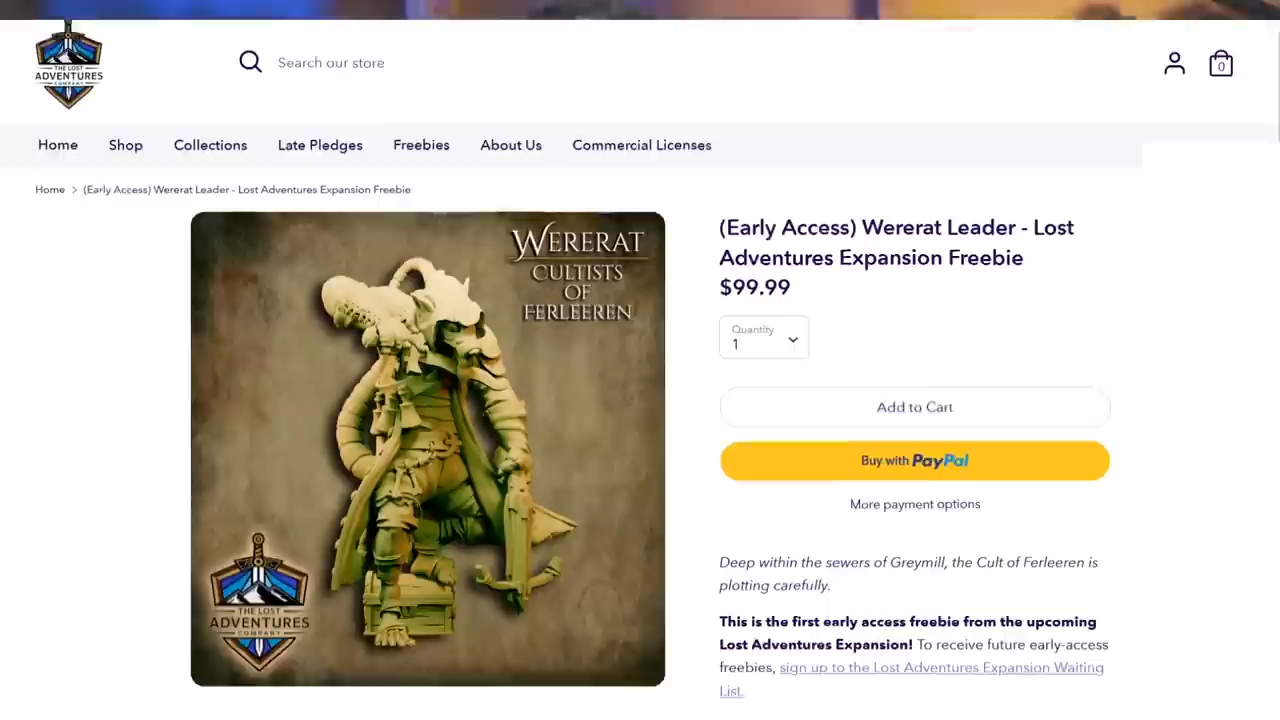 THE LOST
ADVENTURES
COMPANY
Search our store
0
Home Shop Collections Late Pledges Freebies About Us Commercial Licenses
Home > (Early Access) Wererat Leader - Lost Adventures Expansion Freebie
WERERAT
CULTISTS
OF
FERLEEREN
THE LOST
ADVENTURES
COMPANY
(Early Access) Wererat Leader - Lost
Adventures Expansion Freebie
$99.99
Quantity
1
Add to Cart
Buy with PayPal
More payment options
Deep within the sewers of Greymill, the Cult of Ferleeren is
plotting carefully.
This is the first early access freebie from the upcoming
Lost Adventures Expansion! To receive future early-access
freebies, sign up to the Lost Adventures Expansion Waiting
List.